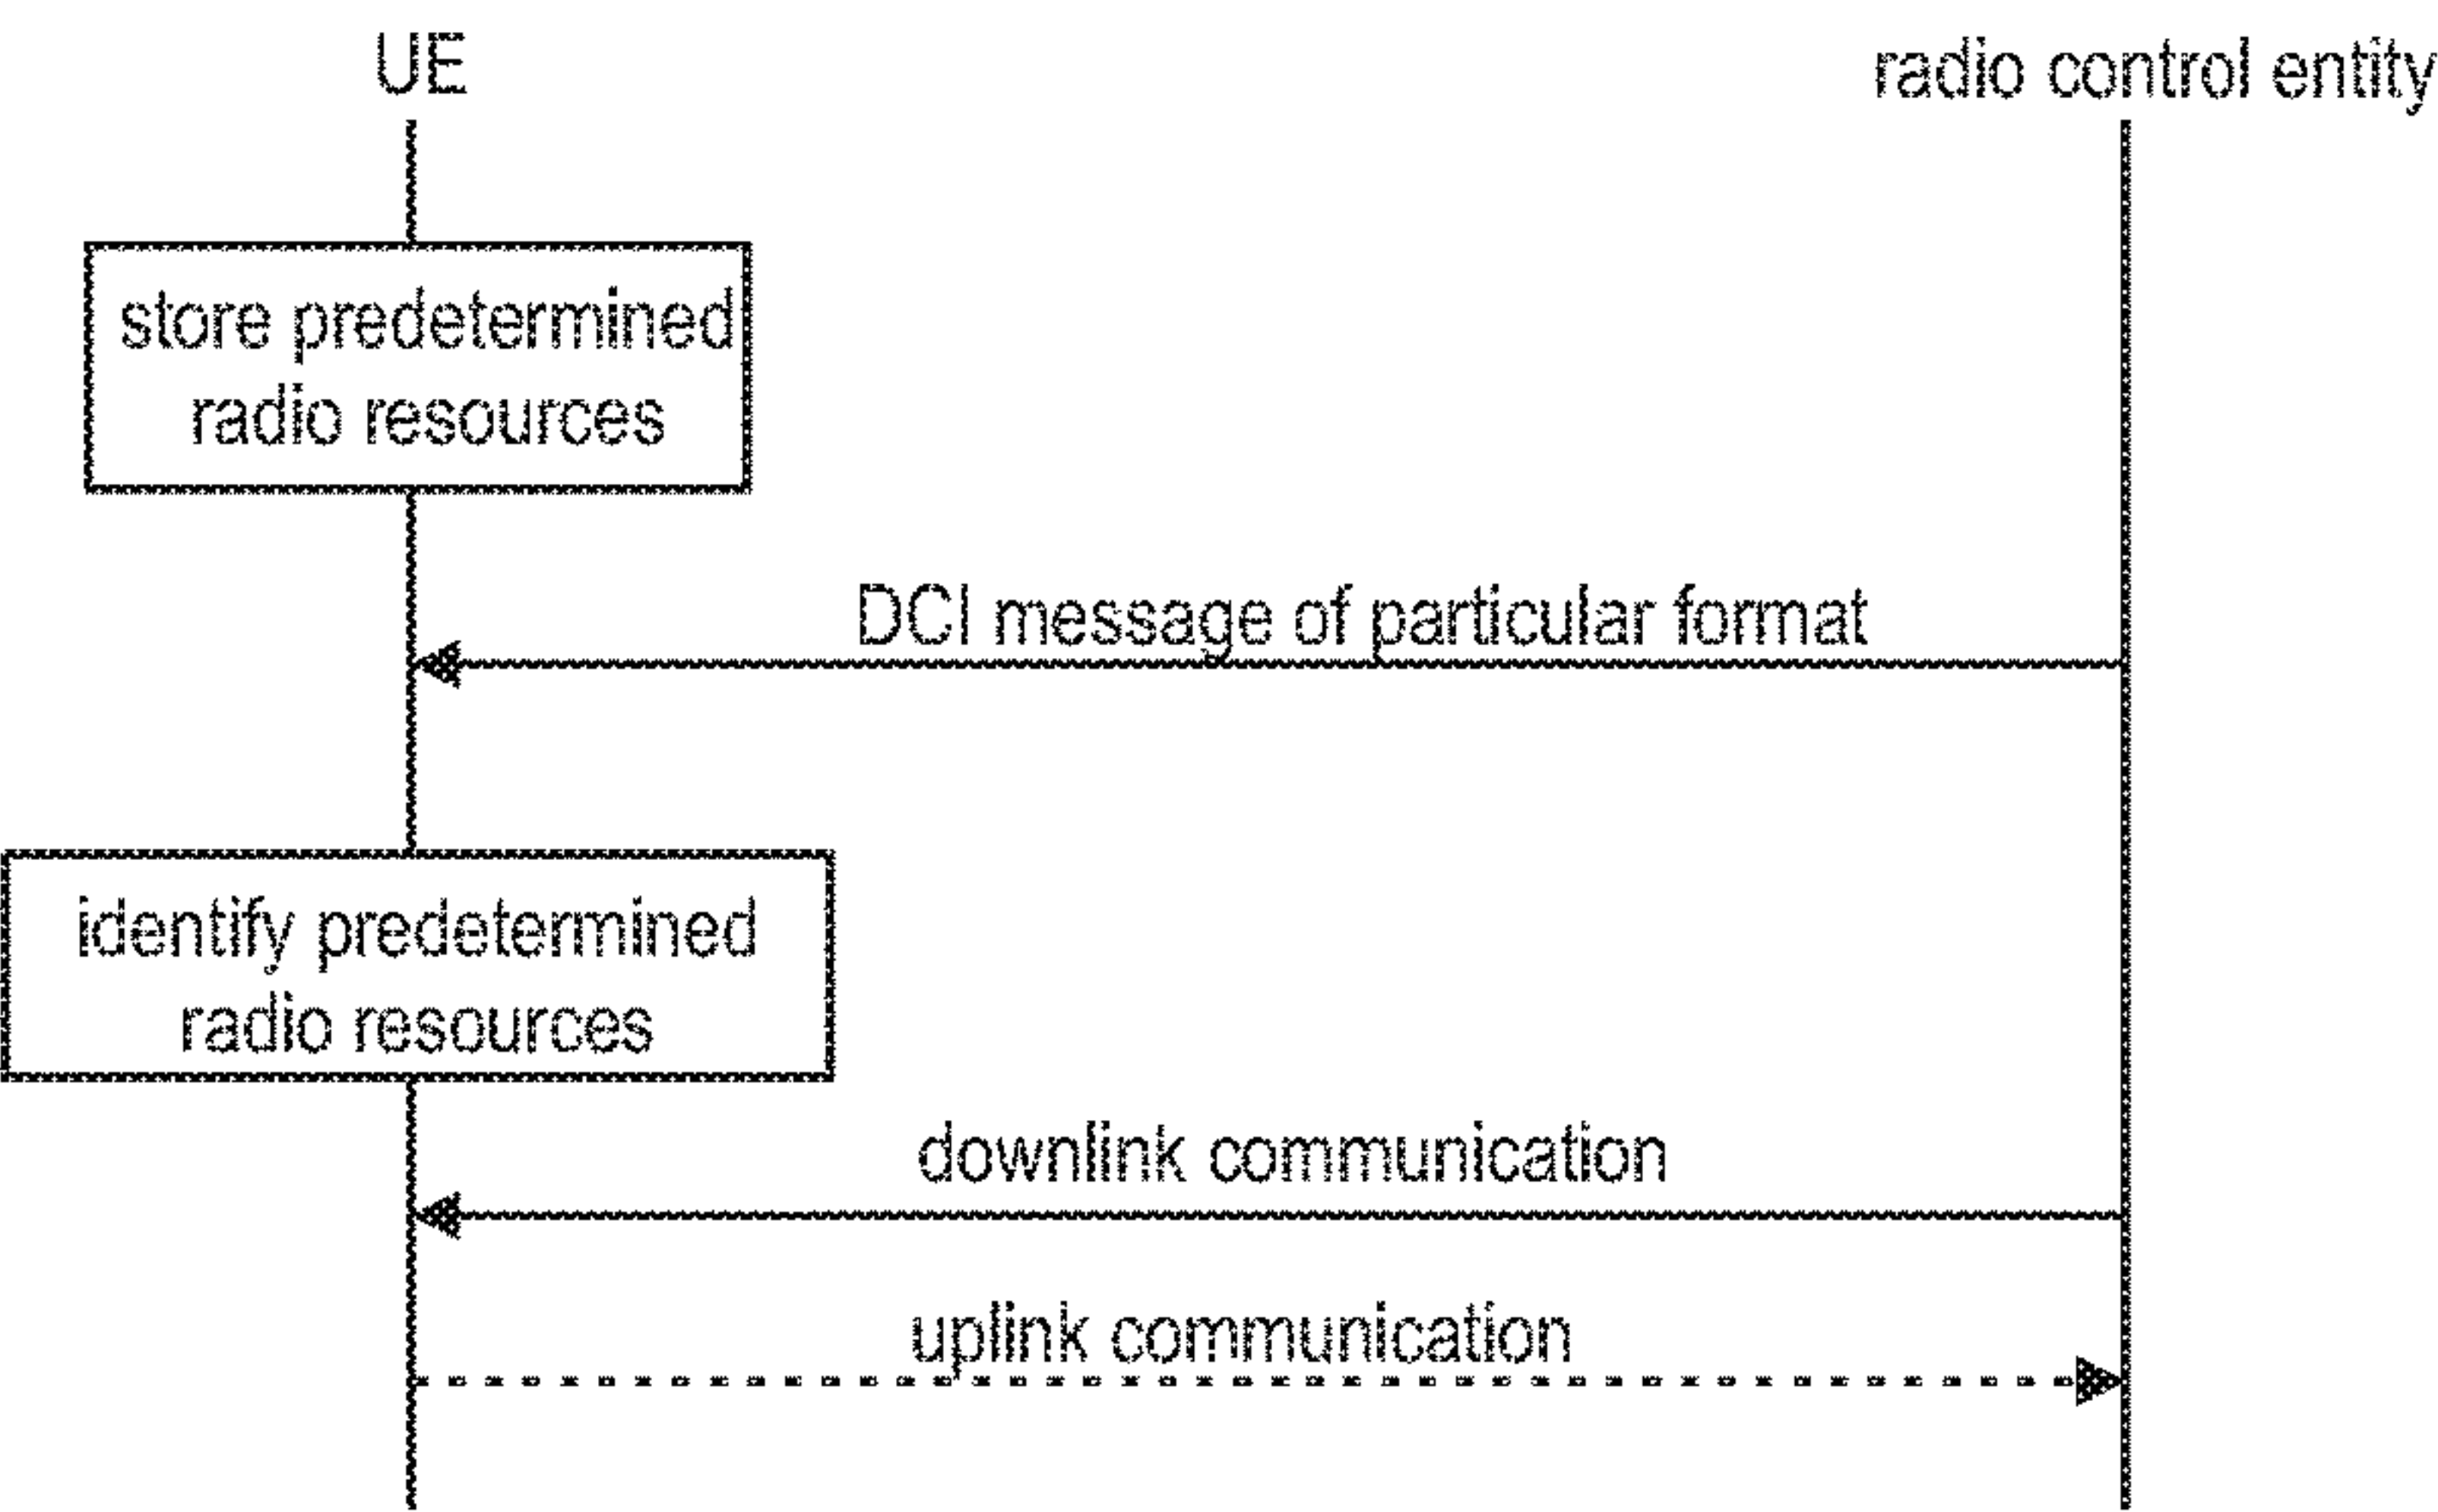 UE
radio control entity
store predetermined
radio resources
DCI message of particular format
identify predetermined
radio resources
downlink communication
uplink communication